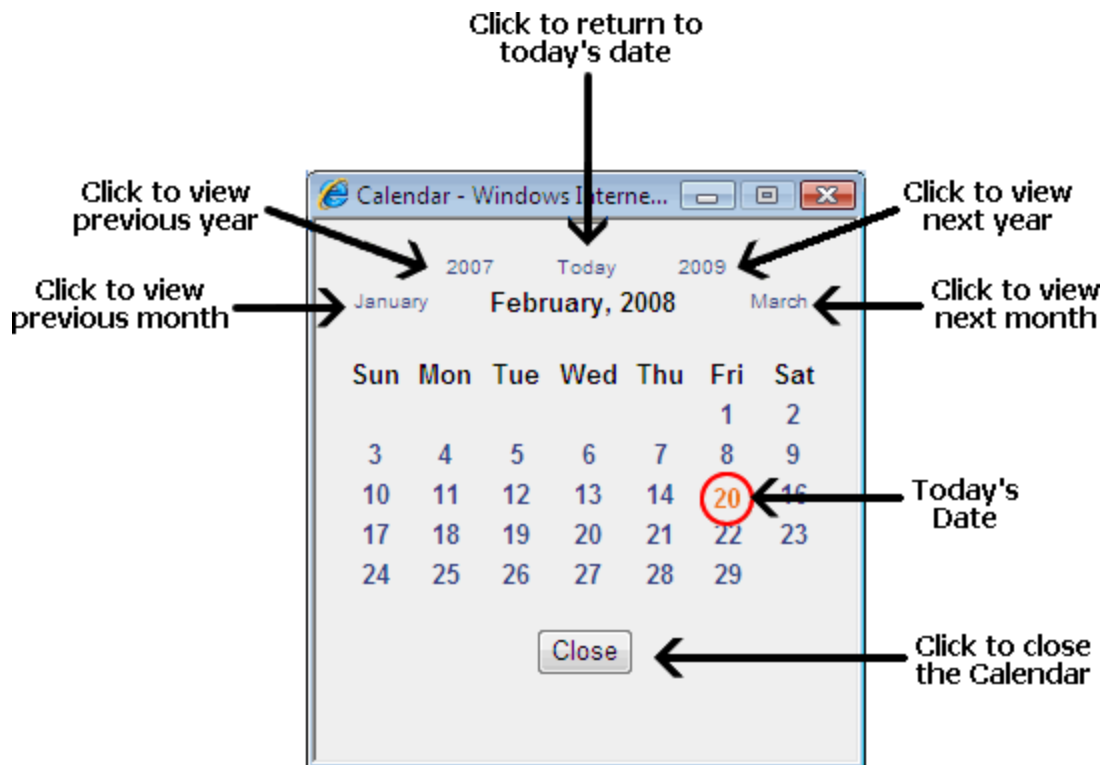 Click to return to
today's date
Calendar - Windows Interne...
Click to view
previous year
Click to view
next year
2007 Today 2009
Click to view
previous month
January February, 2008 March
Click to view
next month
Sun Mon Tue Wed Thu Fri Sat
1 2
3 4 5 6 7 8 9
10 11 12 13 14 20 16
Today's
Date
17 18 19 20 21 22 23
24 25 26 27 28 29
Close
Click to close
the Calendar